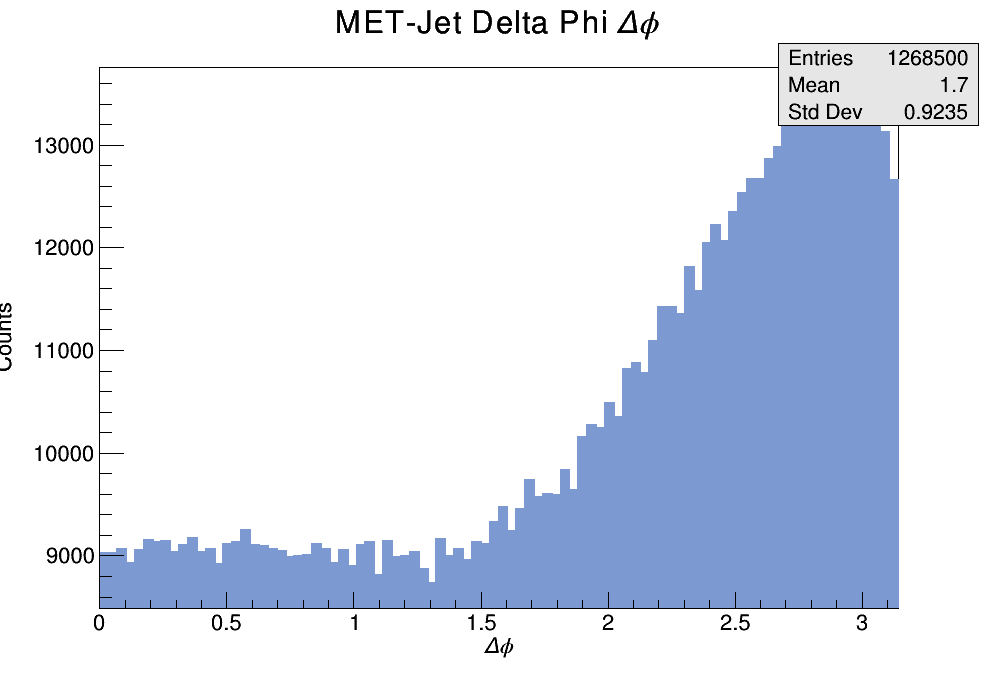 MET-Jet Delta Phi Δϕ
Entries 1268500
Mean 1.7
Std Dev 0.9235
13000
12000
11000
10000
9000
Counts
0 0.5 1 1.5 2 2.5 3
Δϕ